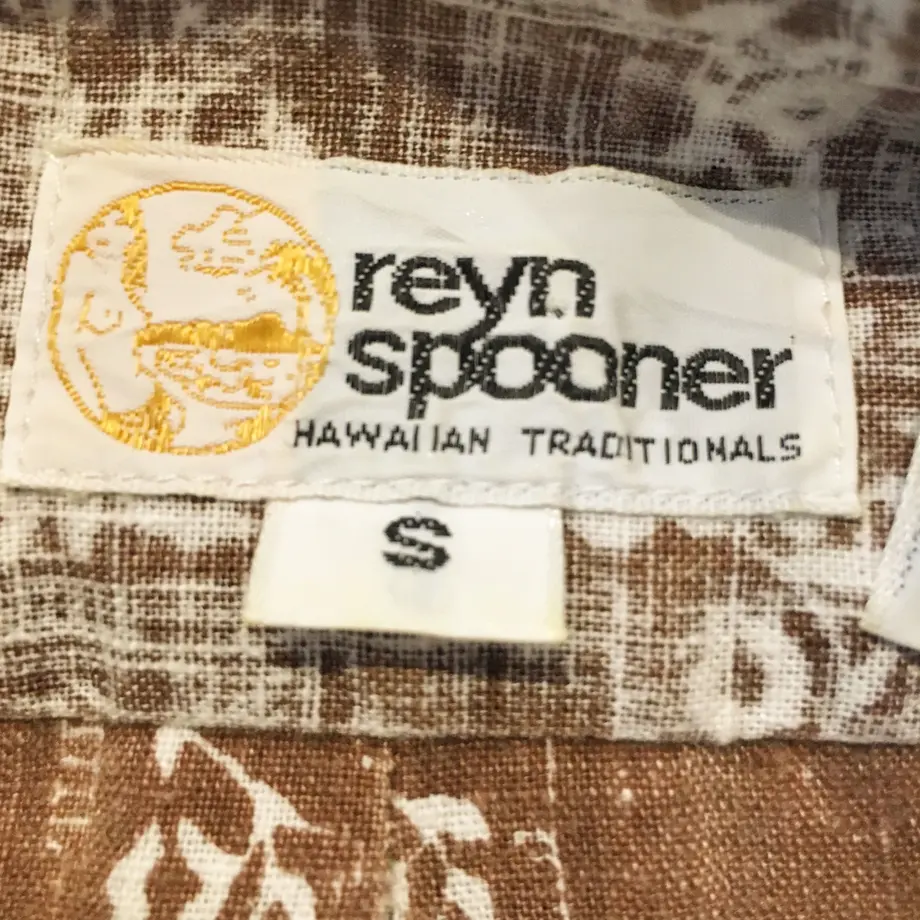 reyn
spooner
HAWAIIAN TRADITIONALS
S